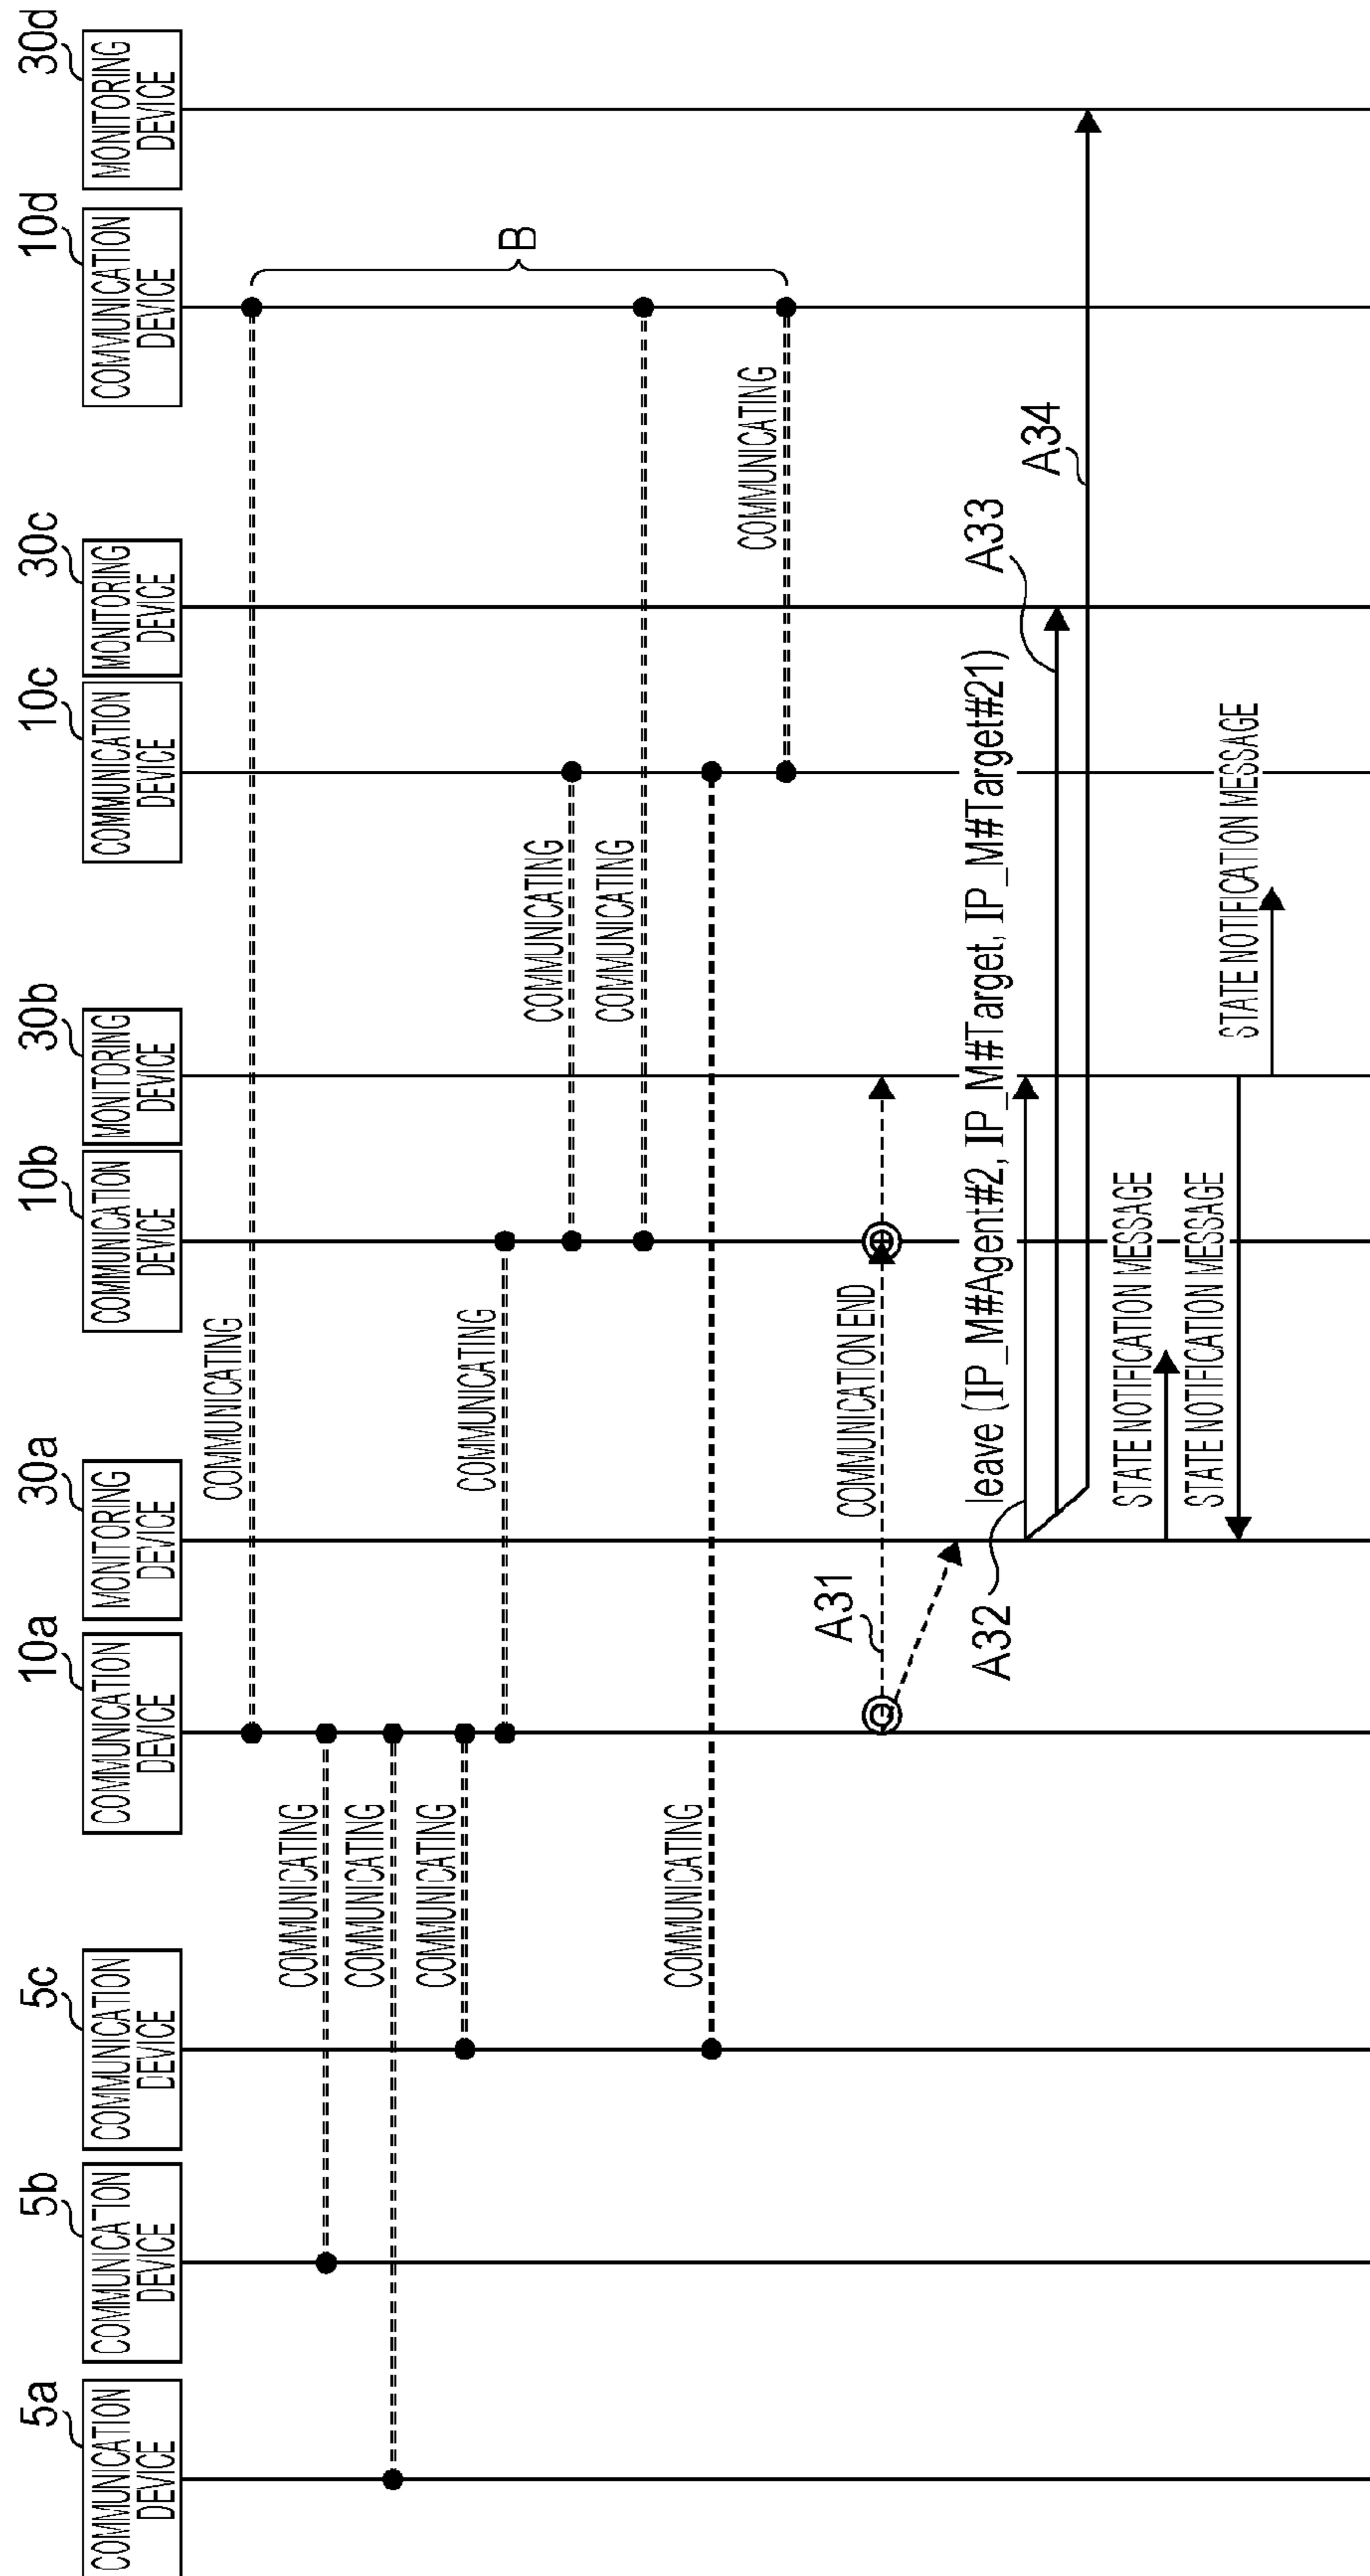 5a
5b
5c
10a
30a
10b
30b
10c
30c
10d
30d
COMMUNICATION
DEVICE
COMMUNICATION
DEVICE
COMMUNICATION
DEVICE
COMMUNICATION
DEVICE
MONITORING
DEVICE
COMMUNICATION
DEVICE
MONITORING
DEVICE
COMMUNICATION
DEVICE
MONITORING
DEVICE
COMMUNICATION
DEVICE
MONITORING
DEVICE
COMMUNICATING
COMMUNICATING
COMMUNICATING
COMMUNICATING
COMMUNICATING
B
COMMUNICATING
COMMUNICATING
COMMUNICATING
COMMUNICATING
A31
COMMUNICATION END
A32
leave (IP_M#Agent#2, IP_M#Target, IP_M#Target#21)
A33
A34
STATE NOTIFICATION MESSAGE
STATE NOTIFICATION MESSAGE
STATE NOTIFICATION MESSAGE